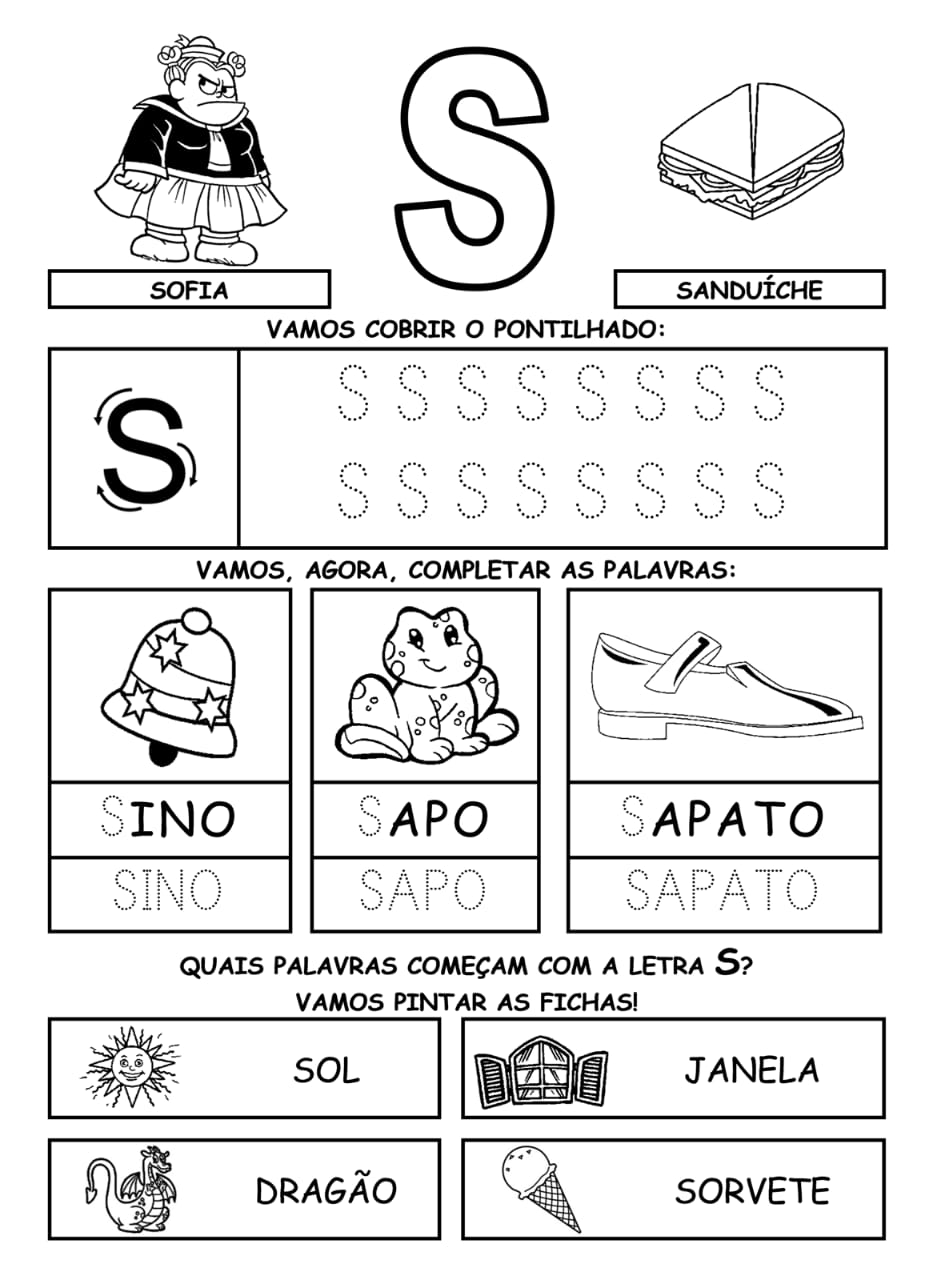 S
SOFIA
SANDUÍCHE
VAMOS COBRIR O PONTILHADO:
S
S S S S S S S S
S S S S S S S S
VAMOS, AGORA, COMPLETAR AS PALAVRAS:
SINO
SAPO
SAPATO
SINO
SAPO
SAPATO
QUAIS PALAVRAS COMEÇAM COM A LETRA S?
VAMOS PINTAR AS FICHAS!
SOL
JANELA
DRAGÃO
SORVETE